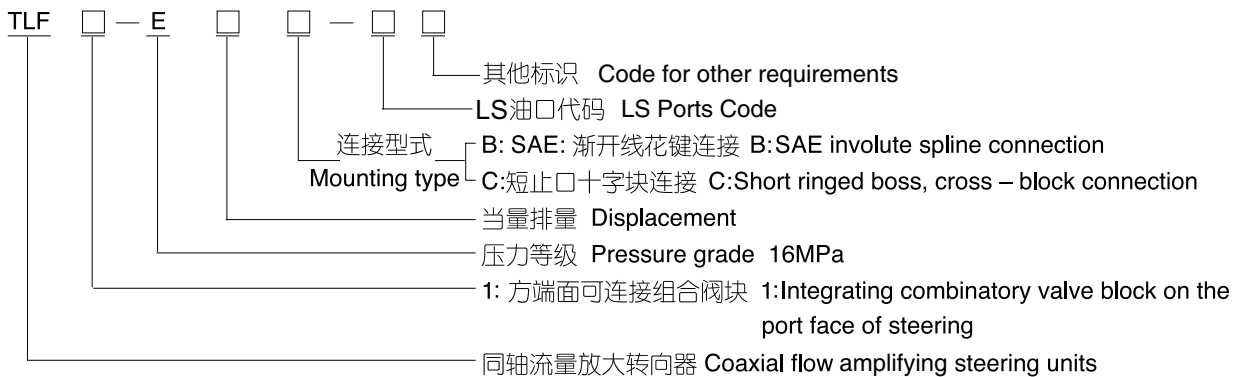 TLF □ — E □ □ — □ □
其他标识 Code for other requirements
LS油口代码 LS Ports Code
连接型式 B: SAE: 渐开线花键连接 B:SAE involute spline connection
Mounting type C:短止口十字块连接 C:Short ringed boss, cross – block connection
当量排量 Displacement
压力等级 Pressure grade 16MPa
1: 方端面可连接组合阀块 1:Integrating combinatory valve block on the
port face of steering
同轴流量放大转向器 Coaxial flow amplifying steering units